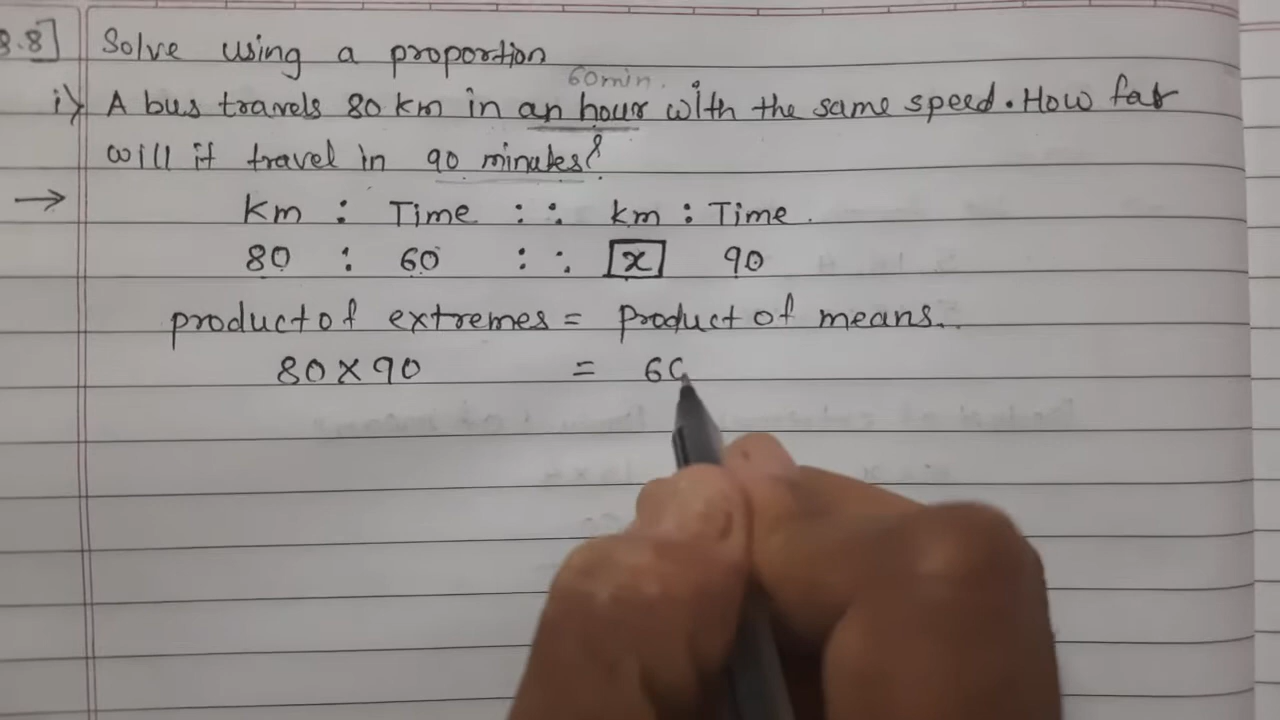 3.8] Solve using a proportion
60min.
i) A bus travels 80 km in an hour with the same speed. How far
will it travel in 90 minutes?
→ Km : Time : : km : Time.
80 : 60 : : x 90
product of extremes = product of means..
80 × 90 = 60